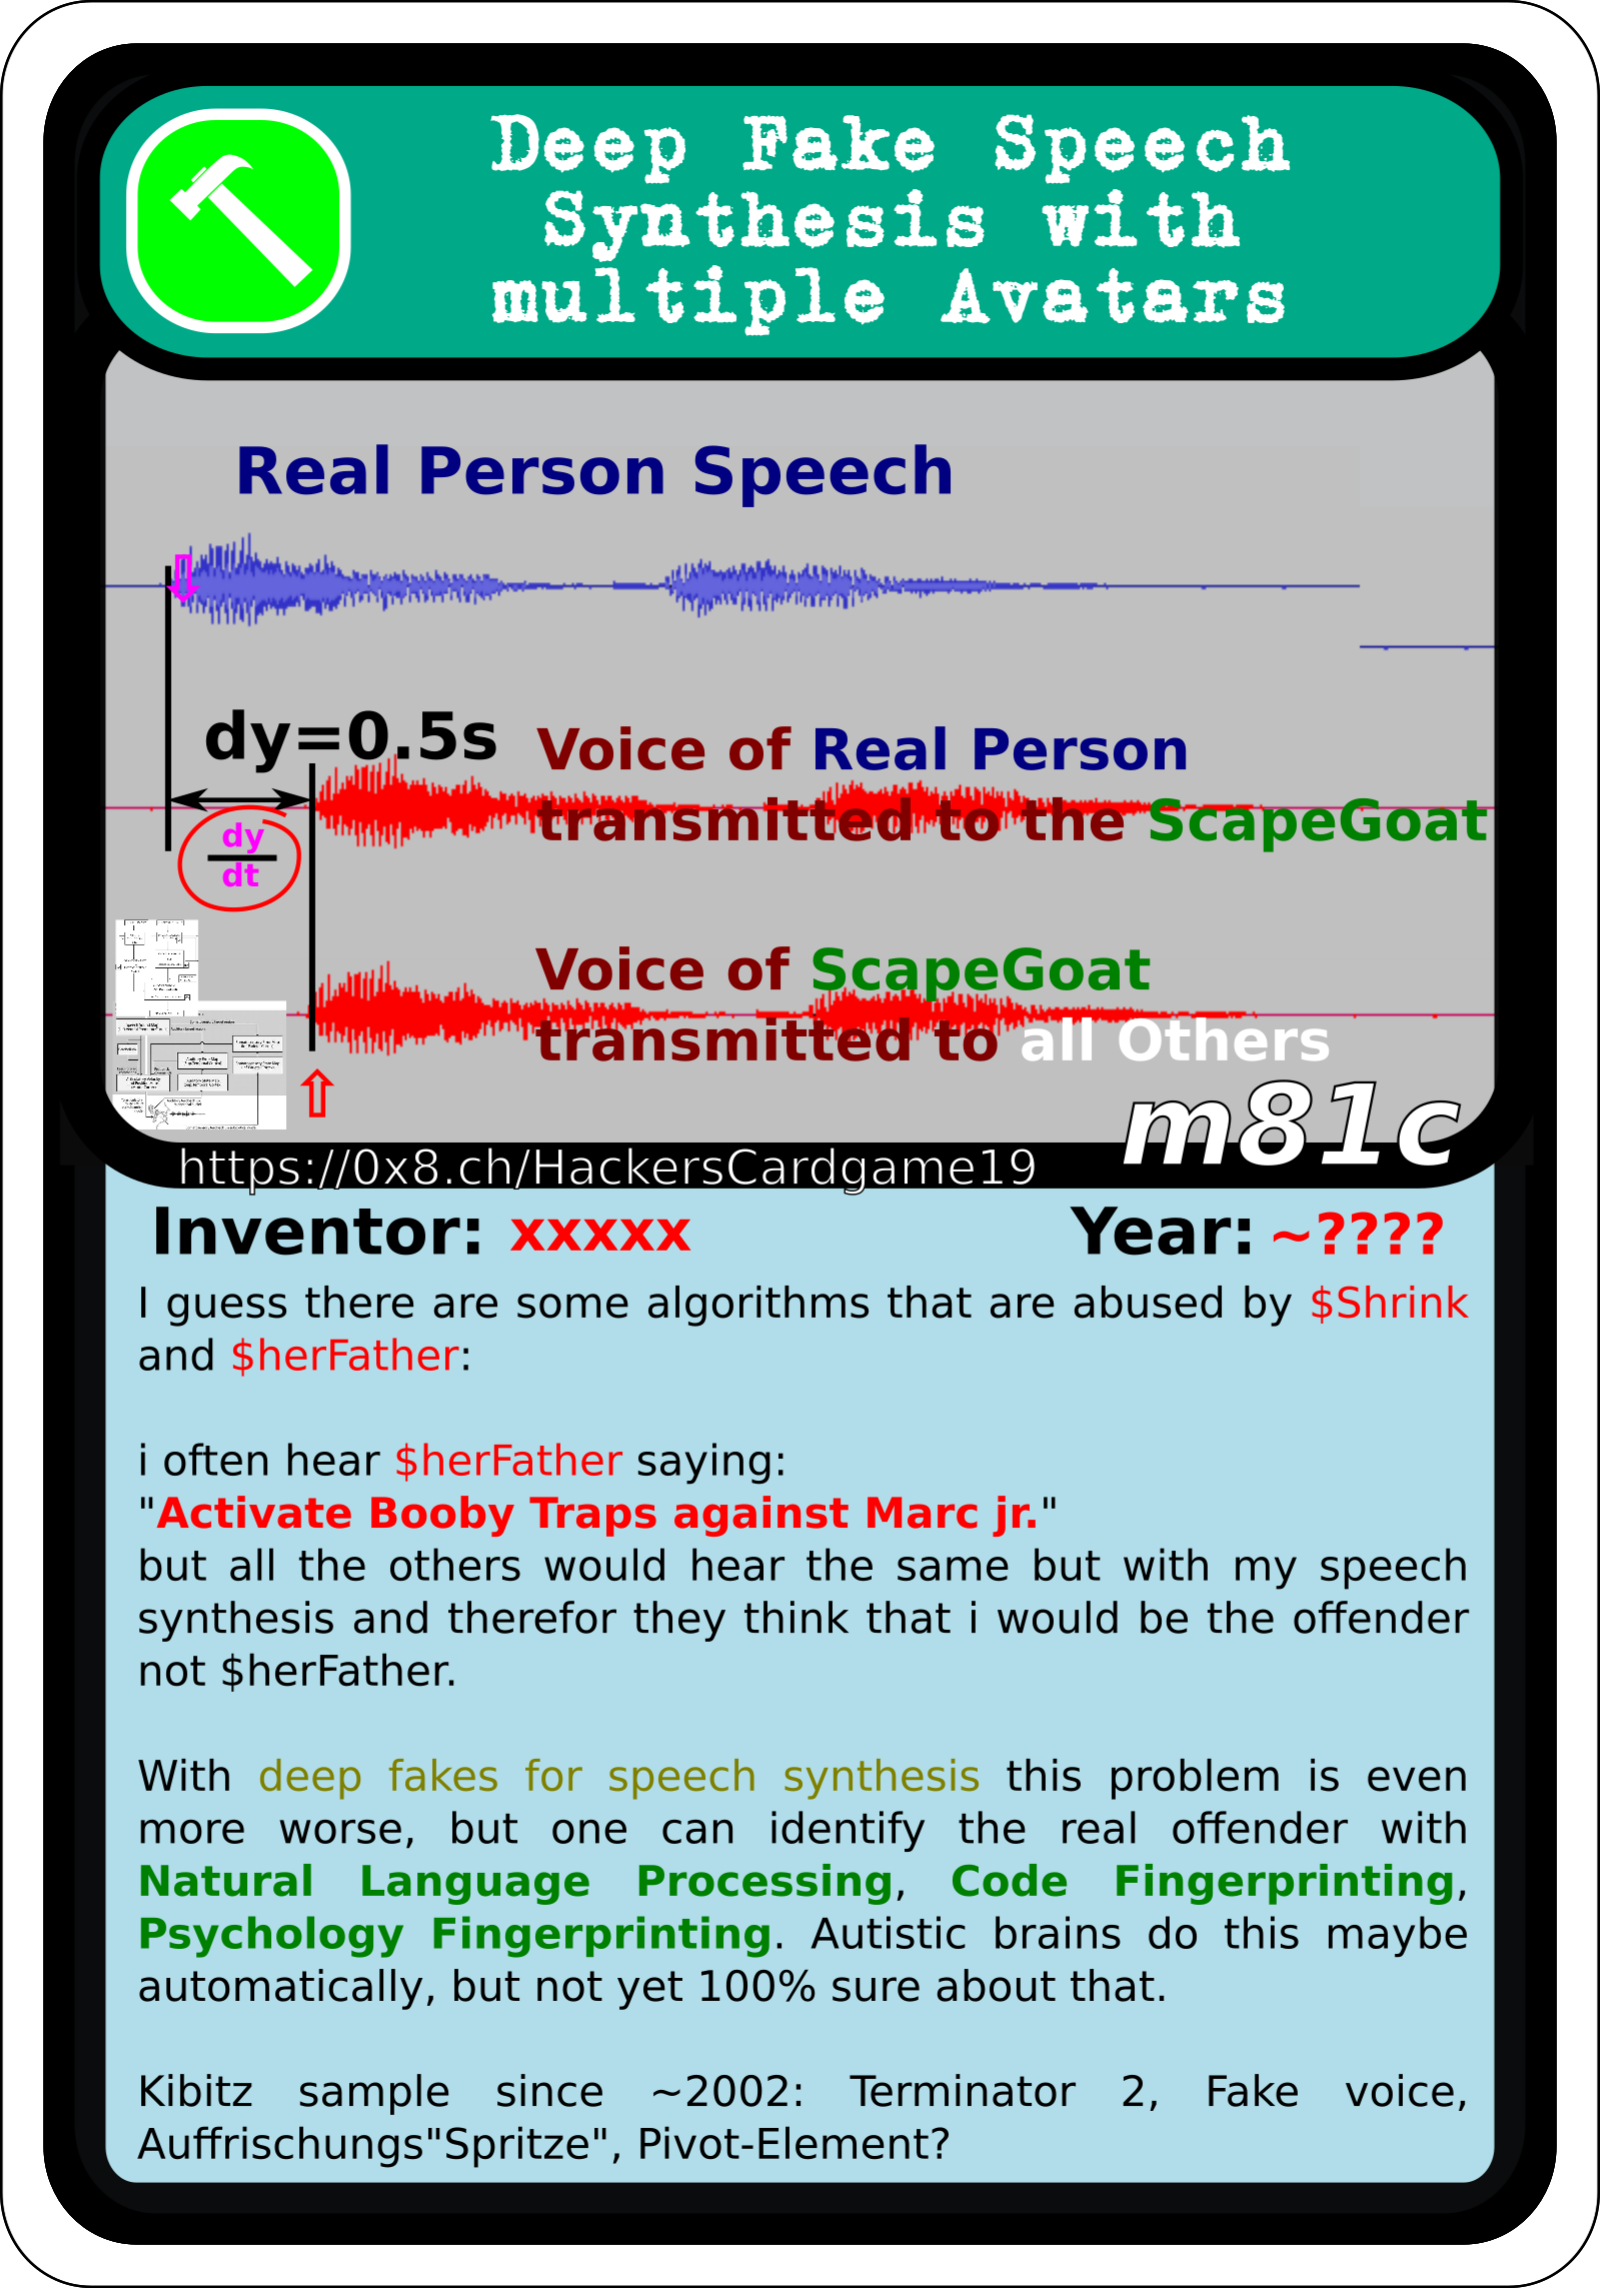 Deep Fake Speech
Synthesis with
multiple Avatars
Real Person Speech
dy=0.5s
Voice of Real Person
transmitted to the ScapeGoat
dy
dt
Voice of ScapeGoat
transmitted to all Others
m81c
https://0x8.ch/HackersCardgame19
Inventor: xxxxx
Year: ~????
I guess there are some algorithms that are abused by $Shrink
and $herFather:
i often hear $herFather saying:
"Activate Booby Traps against Marc jr."
but all the others would hear the same but with my speech
synthesis and therefor they think that i would be the offender
not $herFather.
With deep fakes for speech synthesis this problem is even
more worse, but one can identify the real offender with
Natural Language Processing, Code Fingerprinting,
Psychology Fingerprinting. Autistic brains do this maybe
automatically, but not yet 100% sure about that.
Kibitz sample since ~2002: Terminator 2, Fake voice,
Auffrischungs"Spritze", Pivot-Element?